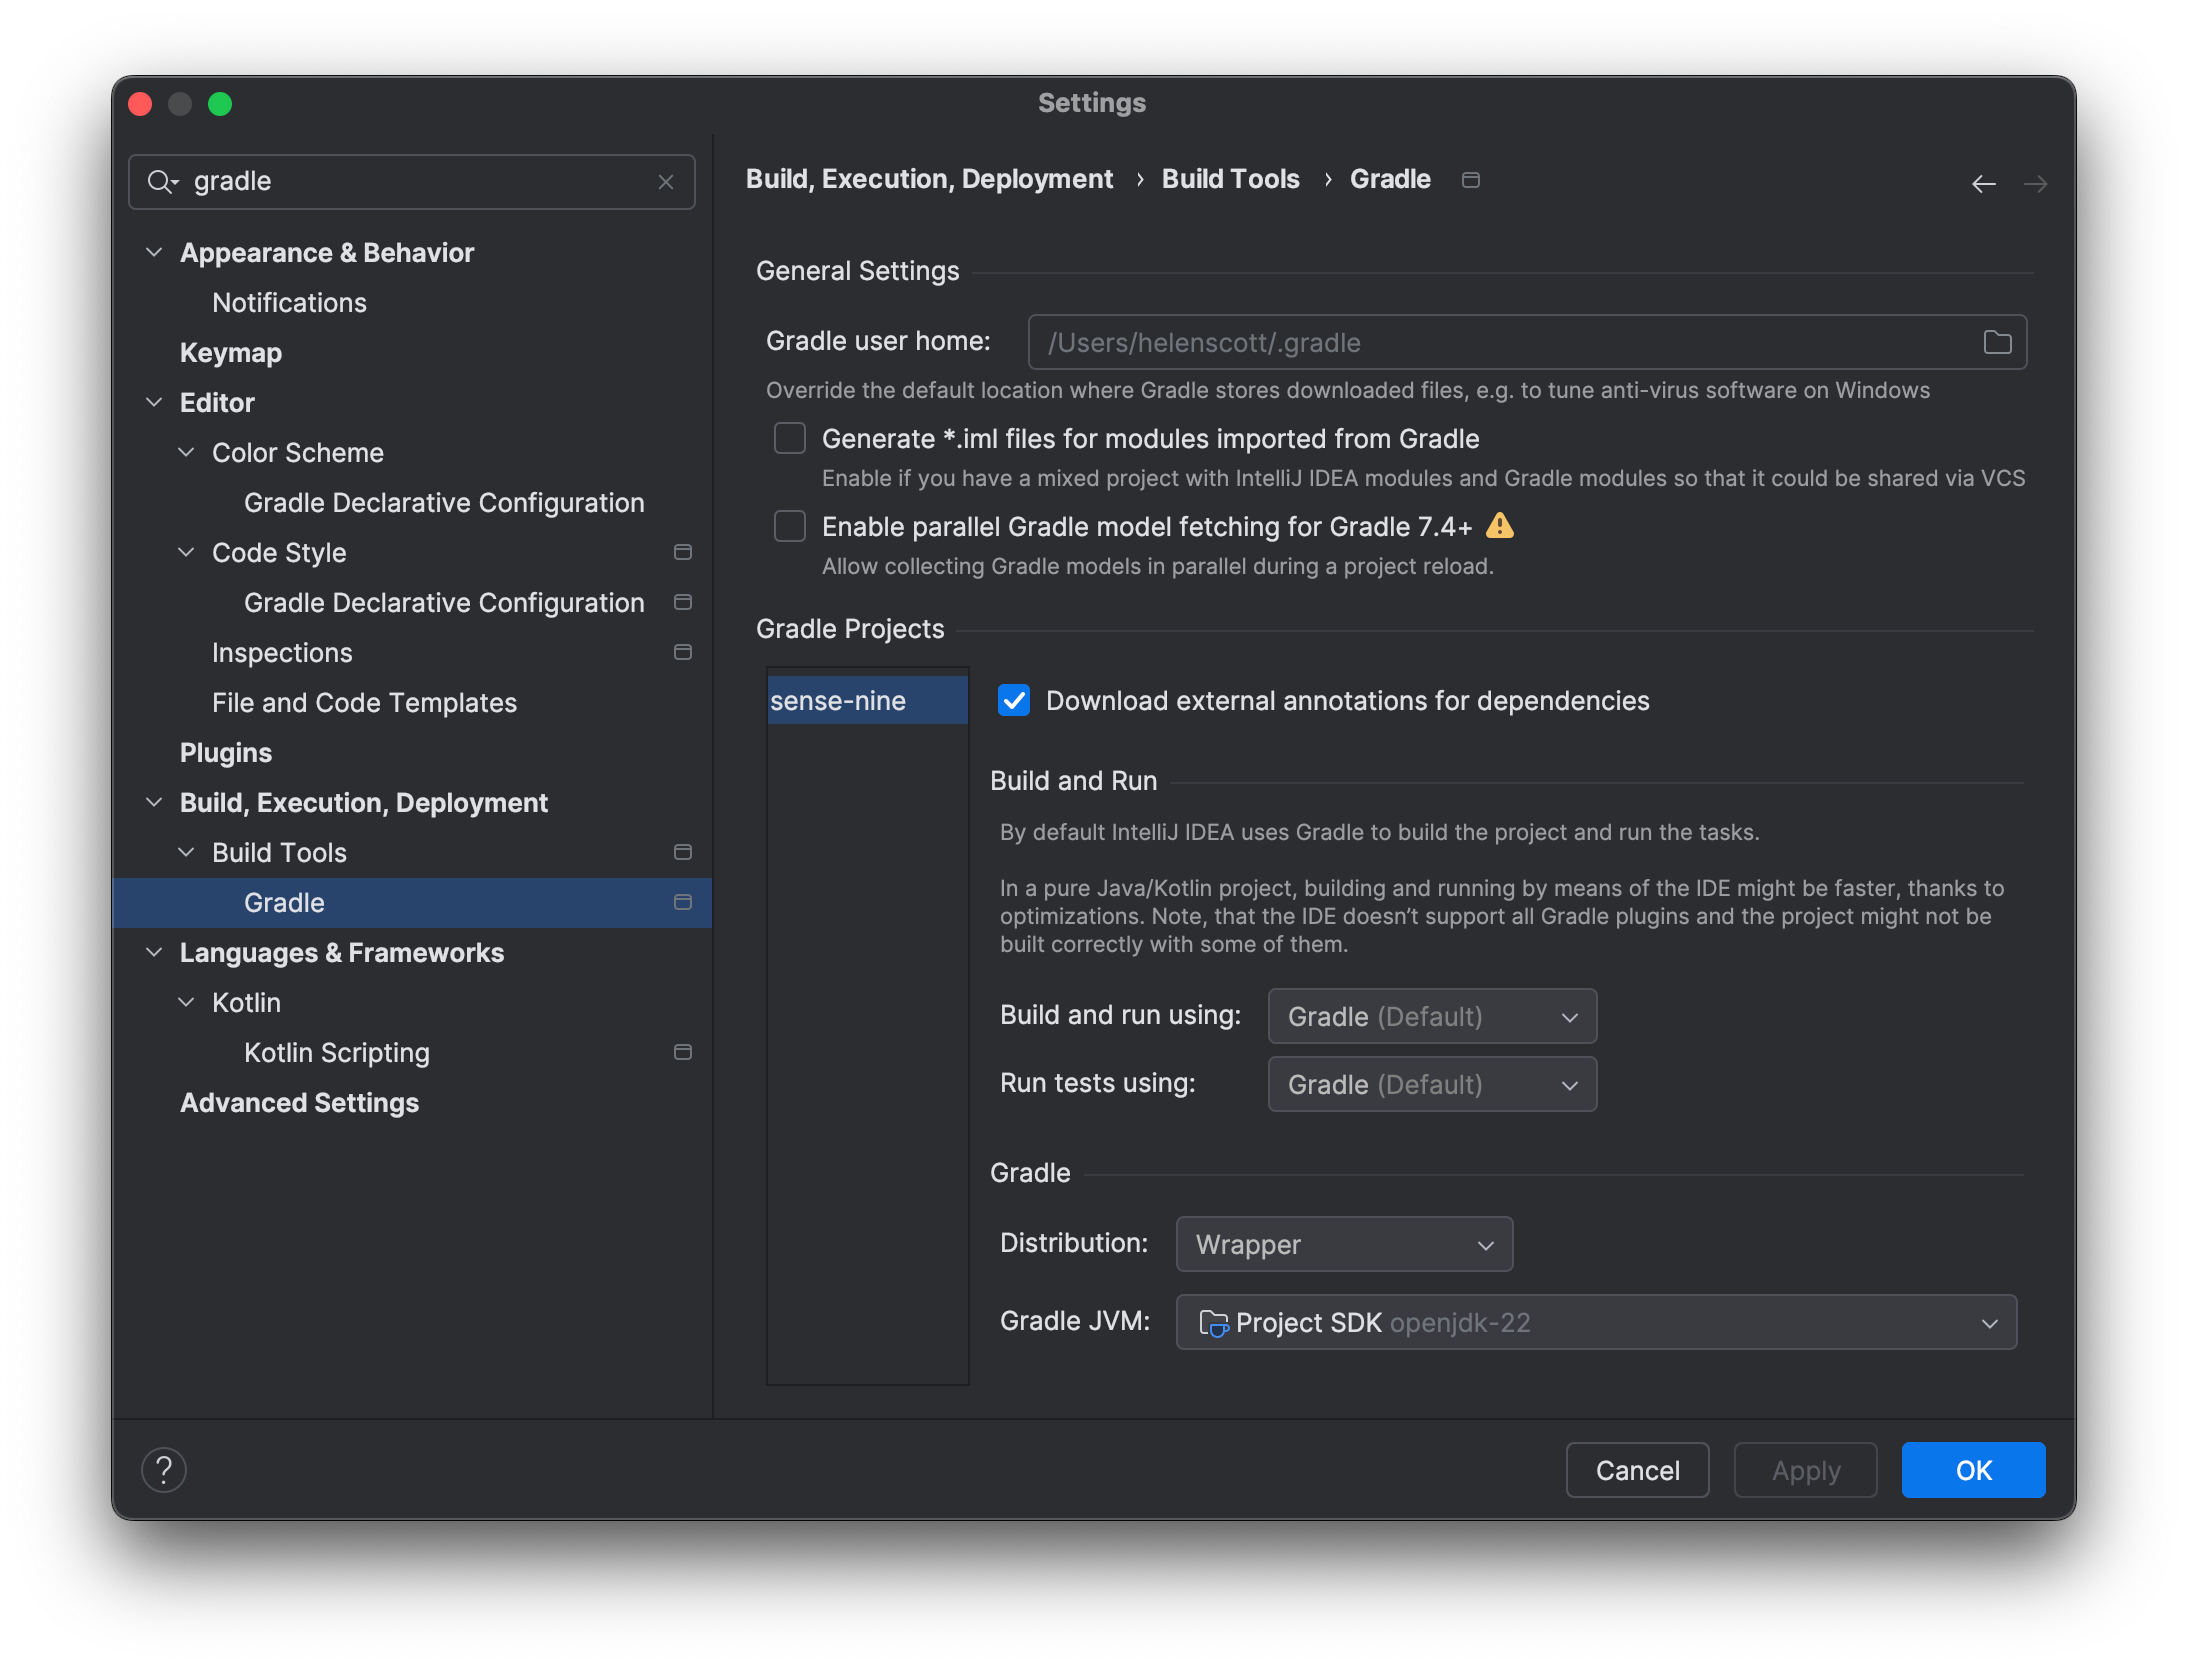 Settings
gradle
Appearance & Behavior
Notifications
Keymap
Editor
Color Scheme
Gradle Declarative Configuration
Code Style
Gradle Declarative Configuration
Inspections
File and Code Templates
Plugins
Build, Execution, Deployment
Build Tools
Gradle
Languages & Frameworks
Kotlin
Kotlin Scripting
Advanced Settings
Build, Execution, Deployment › Build Tools › Gradle
General Settings
Gradle user home: /Users/helenscott/.gradle
Override the default location where Gradle stores downloaded files, e.g. to tune anti-virus software on Windows
Generate *.iml files for modules imported from Gradle
Enable if you have a mixed project with IntelliJ IDEA modules and Gradle modules so that it could be shared via VCS
Enable parallel Gradle model fetching for Gradle 7.4+
Allow collecting Gradle models in parallel during a project reload.
Gradle Projects
sense-nine
Download external annotations for dependencies
Build and Run
By default IntelliJ IDEA uses Gradle to build the project and run the tasks.
In a pure Java/Kotlin project, building and running by means of the IDE might be faster, thanks to
optimizations. Note, that the IDE doesn’t support all Gradle plugins and the project might not be
built correctly with some of them.
Build and run using: Gradle (Default)
Run tests using: Gradle (Default)
Gradle
Distribution: Wrapper
Gradle JVM: Project SDK openjdk-22
?
Cancel
Apply
OK